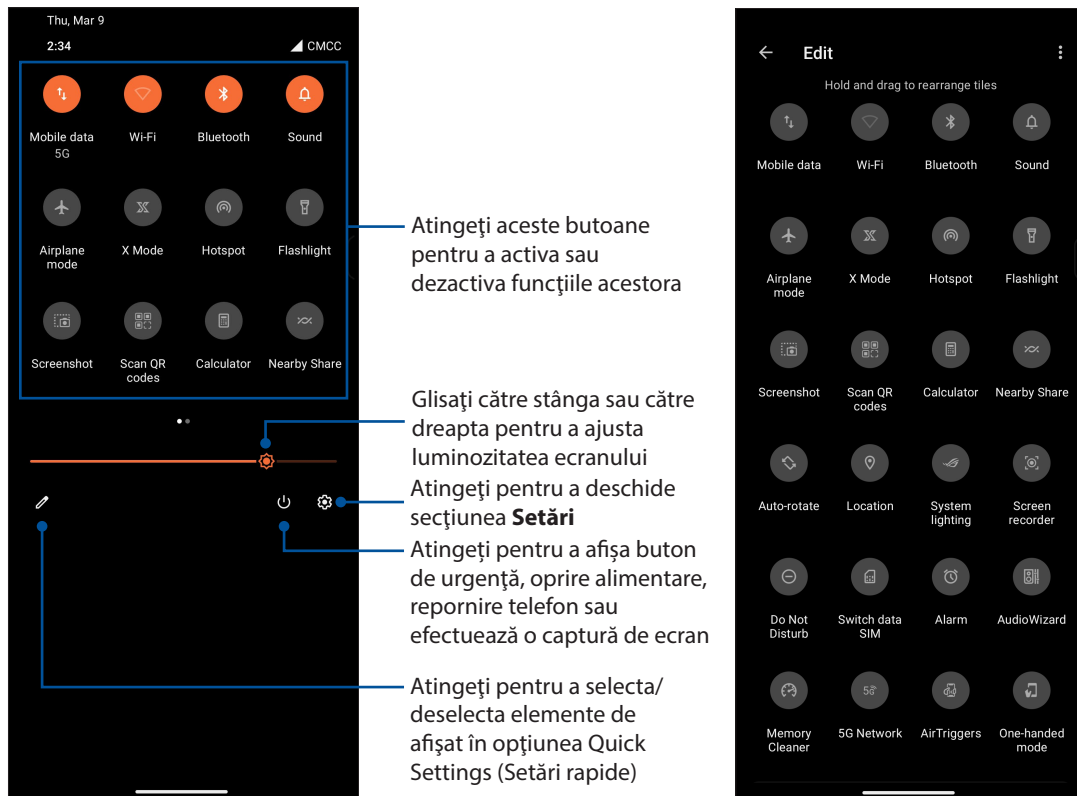 Thu, Mar 9
2:34
CMCC
Mobile data
5G
Wi-Fi
Bluetooth
Sound
Airplane
mode
X Mode
Hotspot
Flashlight
Screenshot
Scan QR
codes
Calculator
Nearby Share
Atingeţi aceste butoane
pentru a activa sau
dezactiva funcţiile acestora
Glisaţi către stânga sau către
dreapta pentru a ajusta
luminozitatea ecranului
Atingeţi pentru a deschide
secţiunea Setări
Atingeți pentru a afișa buton
de urgență, oprire alimentare,
repornire telefon sau
efectuează o captură de ecran
Atingeţi pentru a selecta/
deselecta elemente de
afişat în opţiunea Quick
Settings (Setări rapide)
Edit
Hold and drag to rearrange tiles
Mobile data
Wi-Fi
Bluetooth
Sound
Airplane
mode
X Mode
Hotspot
Flashlight
Screenshot
Scan QR
codes
Calculator
Nearby Share
Auto-rotate
Location
System
lighting
Screen
recorder
Do Not
Disturb
Switch data
SIM
Alarm
AudioWizard
Memory
Cleaner
5G
5G Network
AirTriggers
One-handed
mode